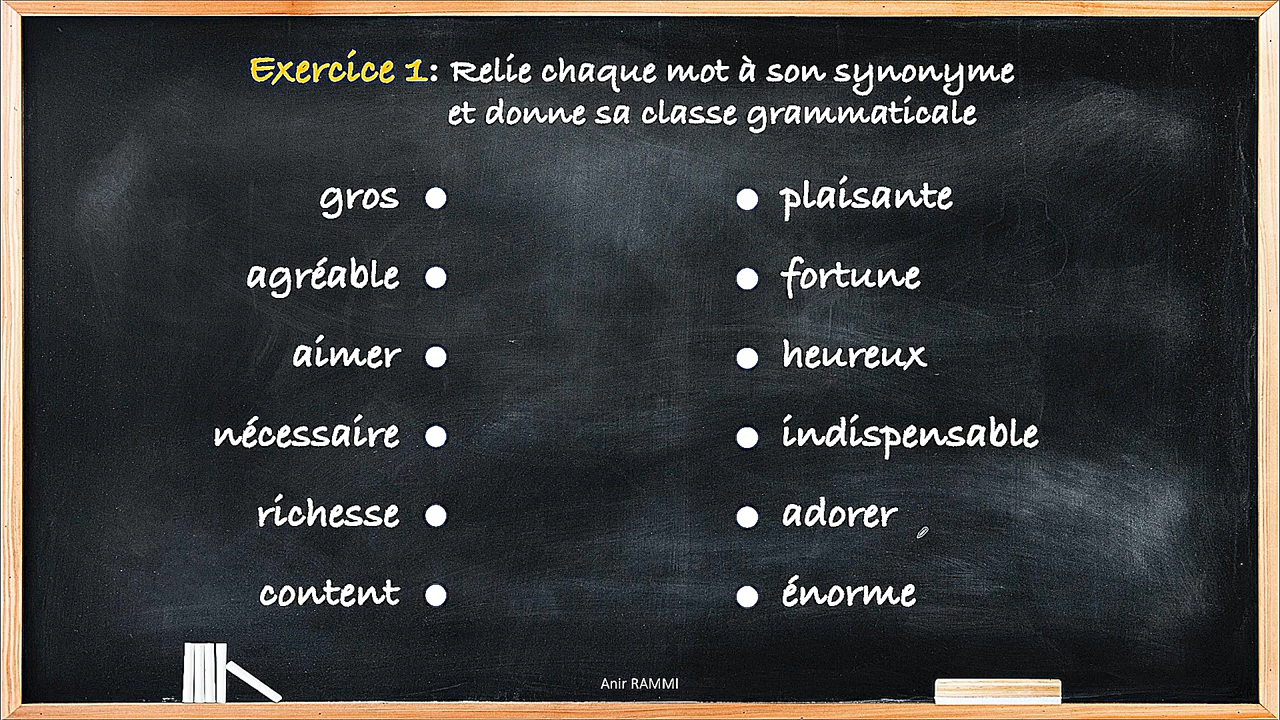 Exercice 1: Relie chaque mot à son synonyme
et donne sa classe grammaticale
gros plaisante
agréable fortune
aimer heureux
nécessaire indispensable
richesse adorer
content énorme
Anir RAMMI